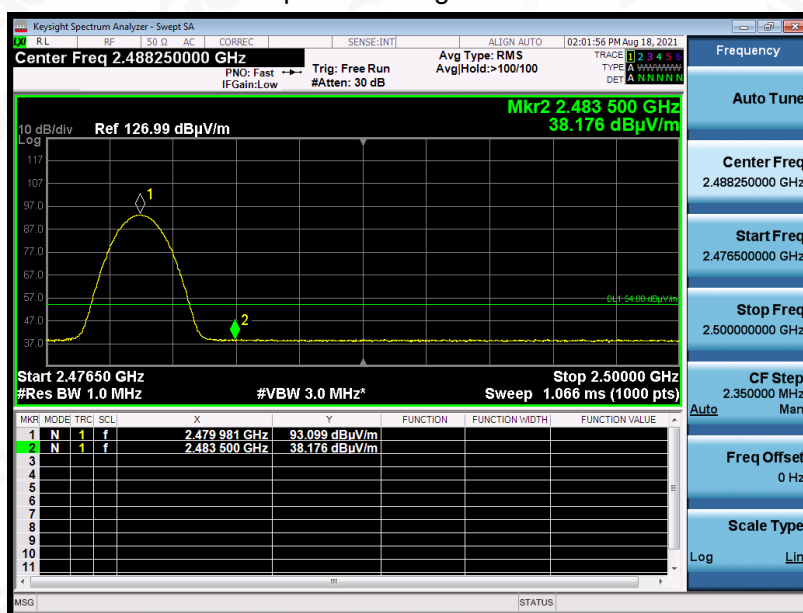 Keysight Spectrum Analyzer - Swept SA
LXI RL RF 50 Ω AC CORREC SENSE:INT ALIGN AUTO 02:01:56 PM Aug 18, 2021
Center Freq 2.488250000 GHz
PNO: Fast
IFGain:Low
Trig: Free Run
#Atten: 30 dB
Avg Type: RMS
Avg|Hold:>100/100
TRACE 1 2 3 4 5 6
TYPE A WWWWW
DET A N N N N N
Mkr2 2.483 500 GHz
38.176 dBµV/m
10 dB/div Ref 126.99 dBµV/m
Log
117
107
97.0
87.0
77.0
67.0
57.0
47.0
37.0
1
2
DL1 54.00 dBµV/m
Start 2.47650 GHz Stop 2.50000 GHz
#Res BW 1.0 MHz #VBW 3.0 MHz* Sweep 1.066 ms (1000 pts)
MKR MODE TRC SCL X Y FUNCTION FUNCTION WIDTH FUNCTION VALUE
1 N 1 f 2.479 981 GHz 93.099 dBµV/m
2 N 1 f 2.483 500 GHz 38.176 dBµV/m
3
4
5
6
7
8
9
10
11
MSG STATUS
Frequency
Auto Tune
Center Freq
2.488250000 GHz
Start Freq
2.476500000 GHz
Stop Freq
2.500000000 GHz
CF Step
2.350000 MHz
Auto Man
Freq Offset
0 Hz
Scale Type
Log Lin